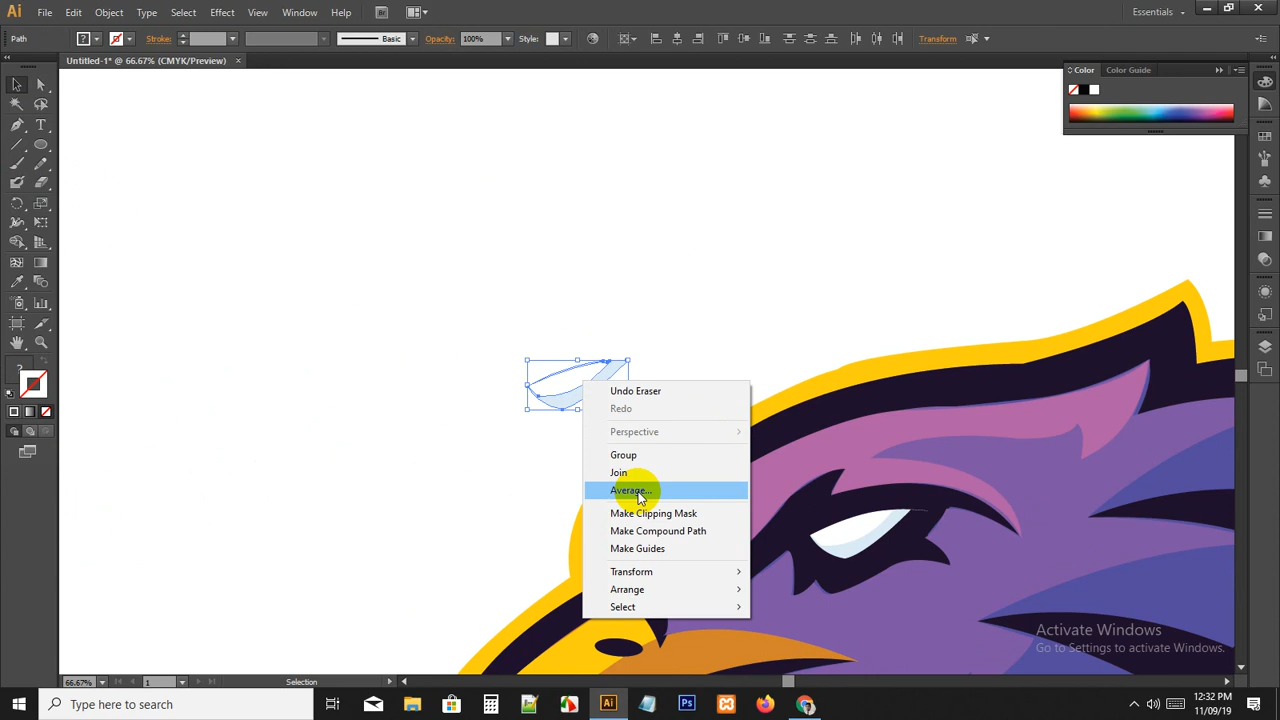 Ai File Edit Object Type Select Effect View Window Help Br Essentials
Path ? Stroke: Basic Opacity: 100% Style: Transform
Untitled-1* @ 66.67% (CMYK/Preview) ×
Color Color Guide
Undo Eraser
Redo
Perspective
Group
Join
Average...
Make Clipping Mask
Make Compound Path
Make Guides
Transform
Arrange
Select
?
Activate Windows
Go to Settings to activate Windows.
66.67% 1 Selection
Type here to search
Ai Ps
12:32 PM
11/09/19